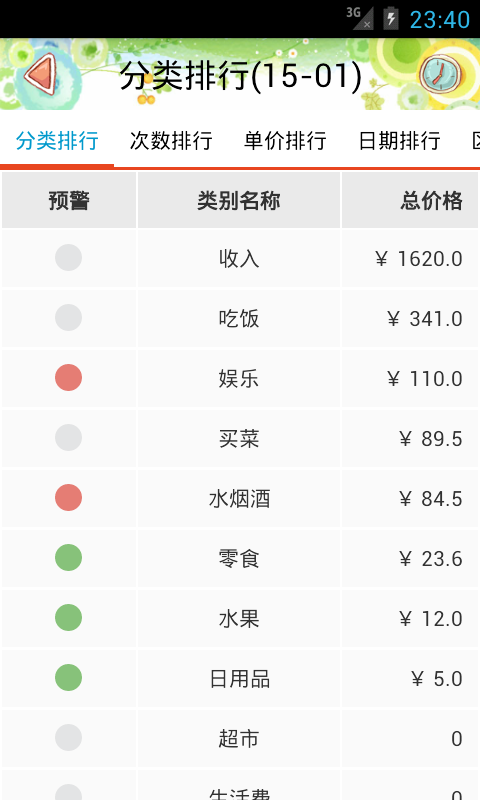 3G 23:40
分类排行(15-01)
分类排行 次数排行 单价排行 日期排行
预警 类别名称 总价格
收入 ￥ 1620.0
吃饭 ￥ 341.0
娱乐 ￥ 110.0
买菜 ￥ 89.5
水烟酒 ￥ 84.5
零食 ￥ 23.6
水果 ￥ 12.0
日用品 ￥ 5.0
超市 0
生活费 0